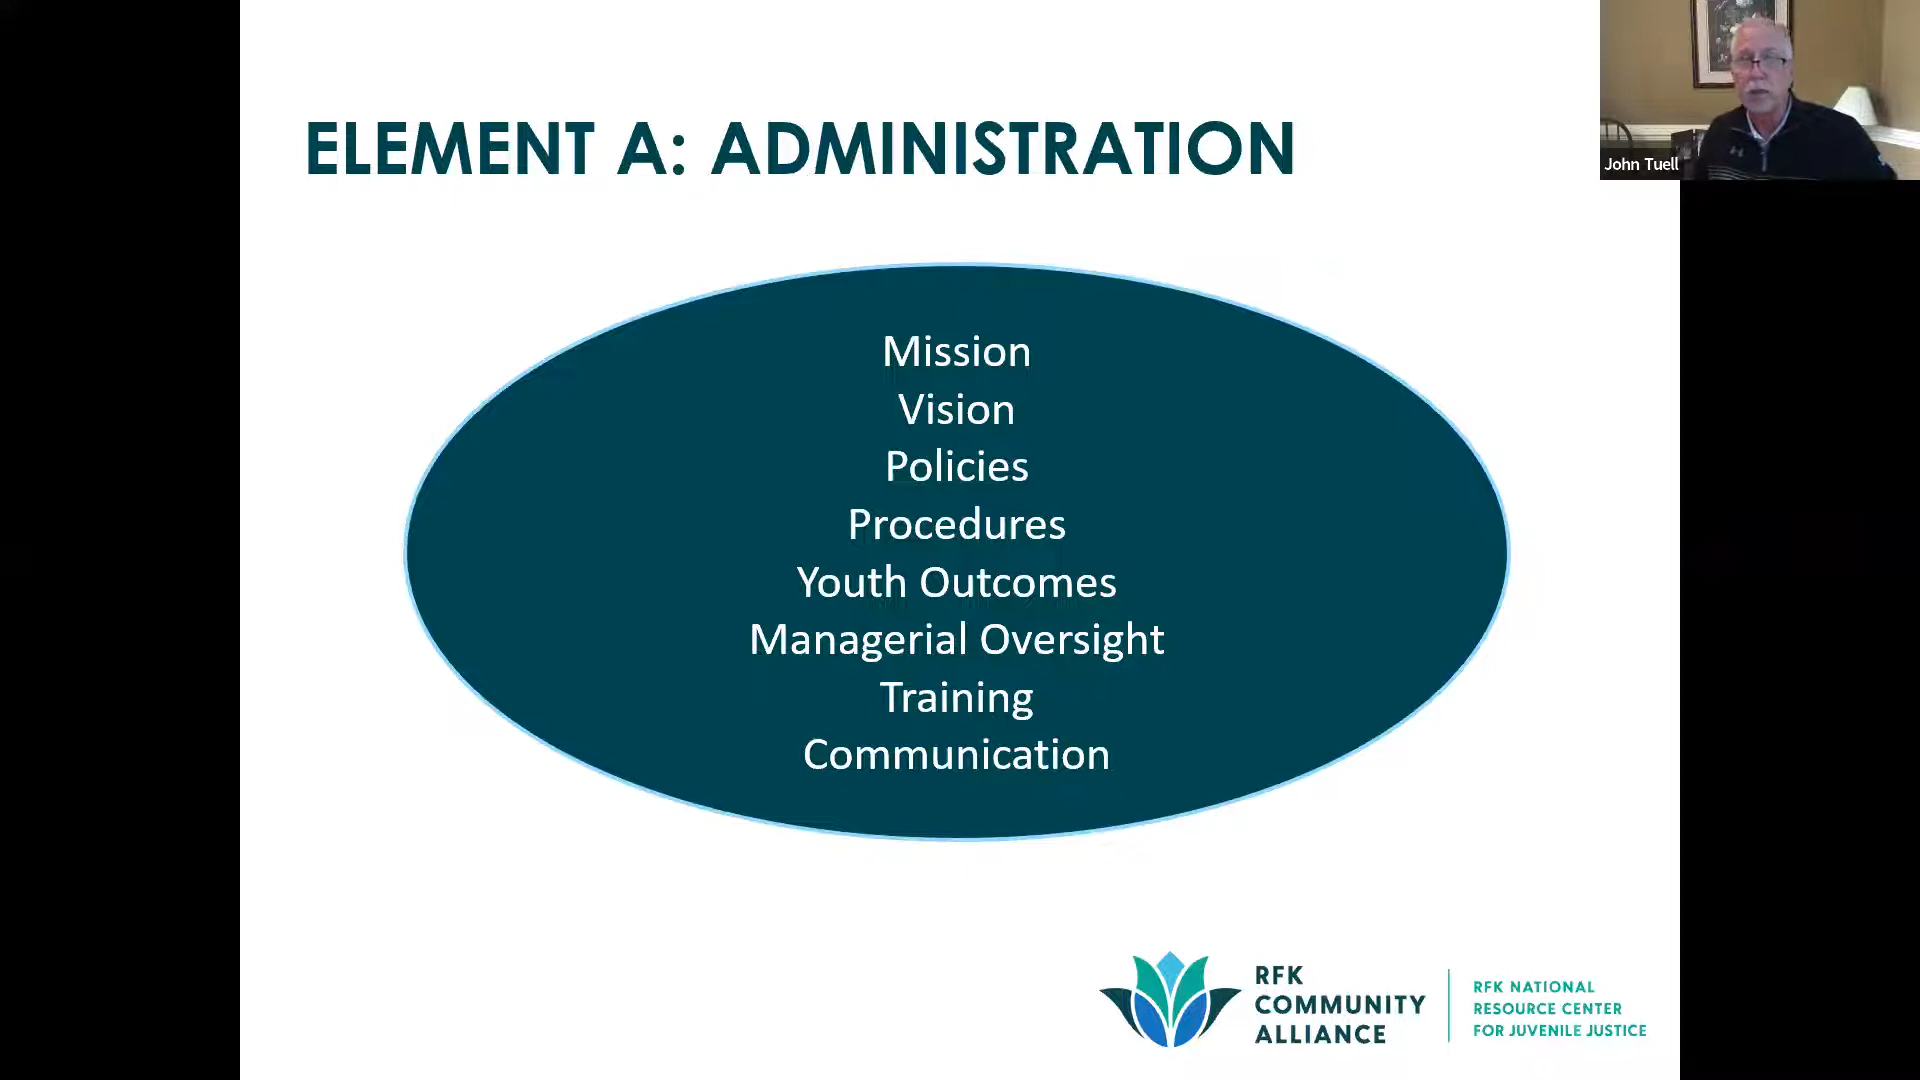 ELEMENT A: ADMINISTRATION
John Tuell
Mission
Vision
Policies
Procedures
Youth Outcomes
Managerial Oversight
Training
Communication
RFK
COMMUNITY
ALLIANCE
RFK NATIONAL
RESOURCE CENTER
FOR JUVENILE JUSTICE